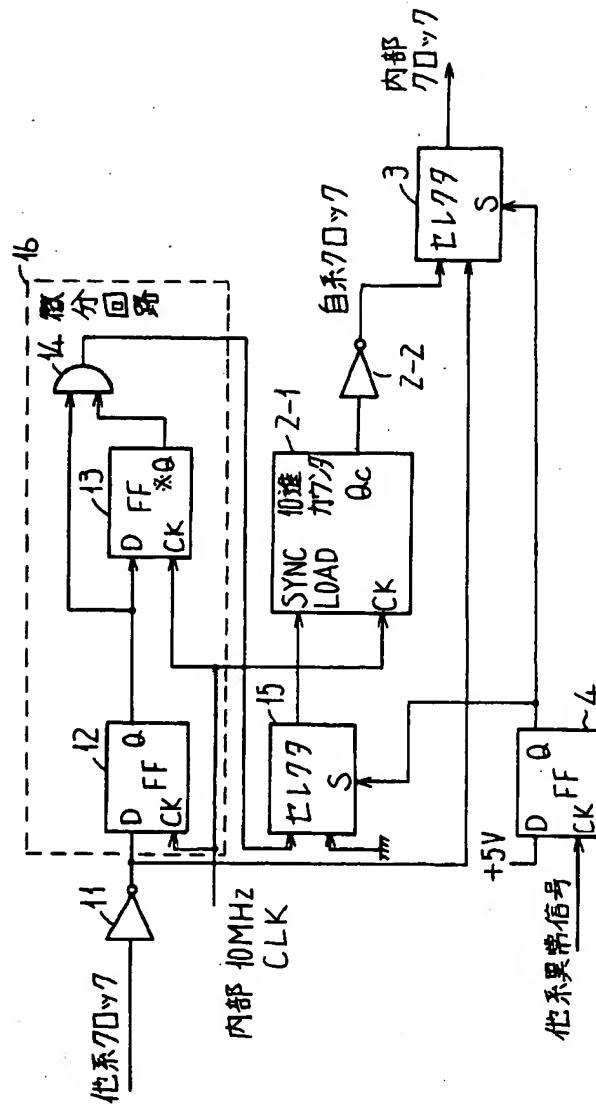 16
微分回路
14
13
D
FF
※Q
CK
12
D
Q
FF
CK
11
他系クロック
内部 10MHz
CLK
15
セレクタ
S
2-1
SYNC
LOAD
10進
カウンタ
Qc
CK
2-2
自系クロック
3
セレクタ
S
内部
クロック
+5V
D
Q
FF
CK
4
他系異常信号